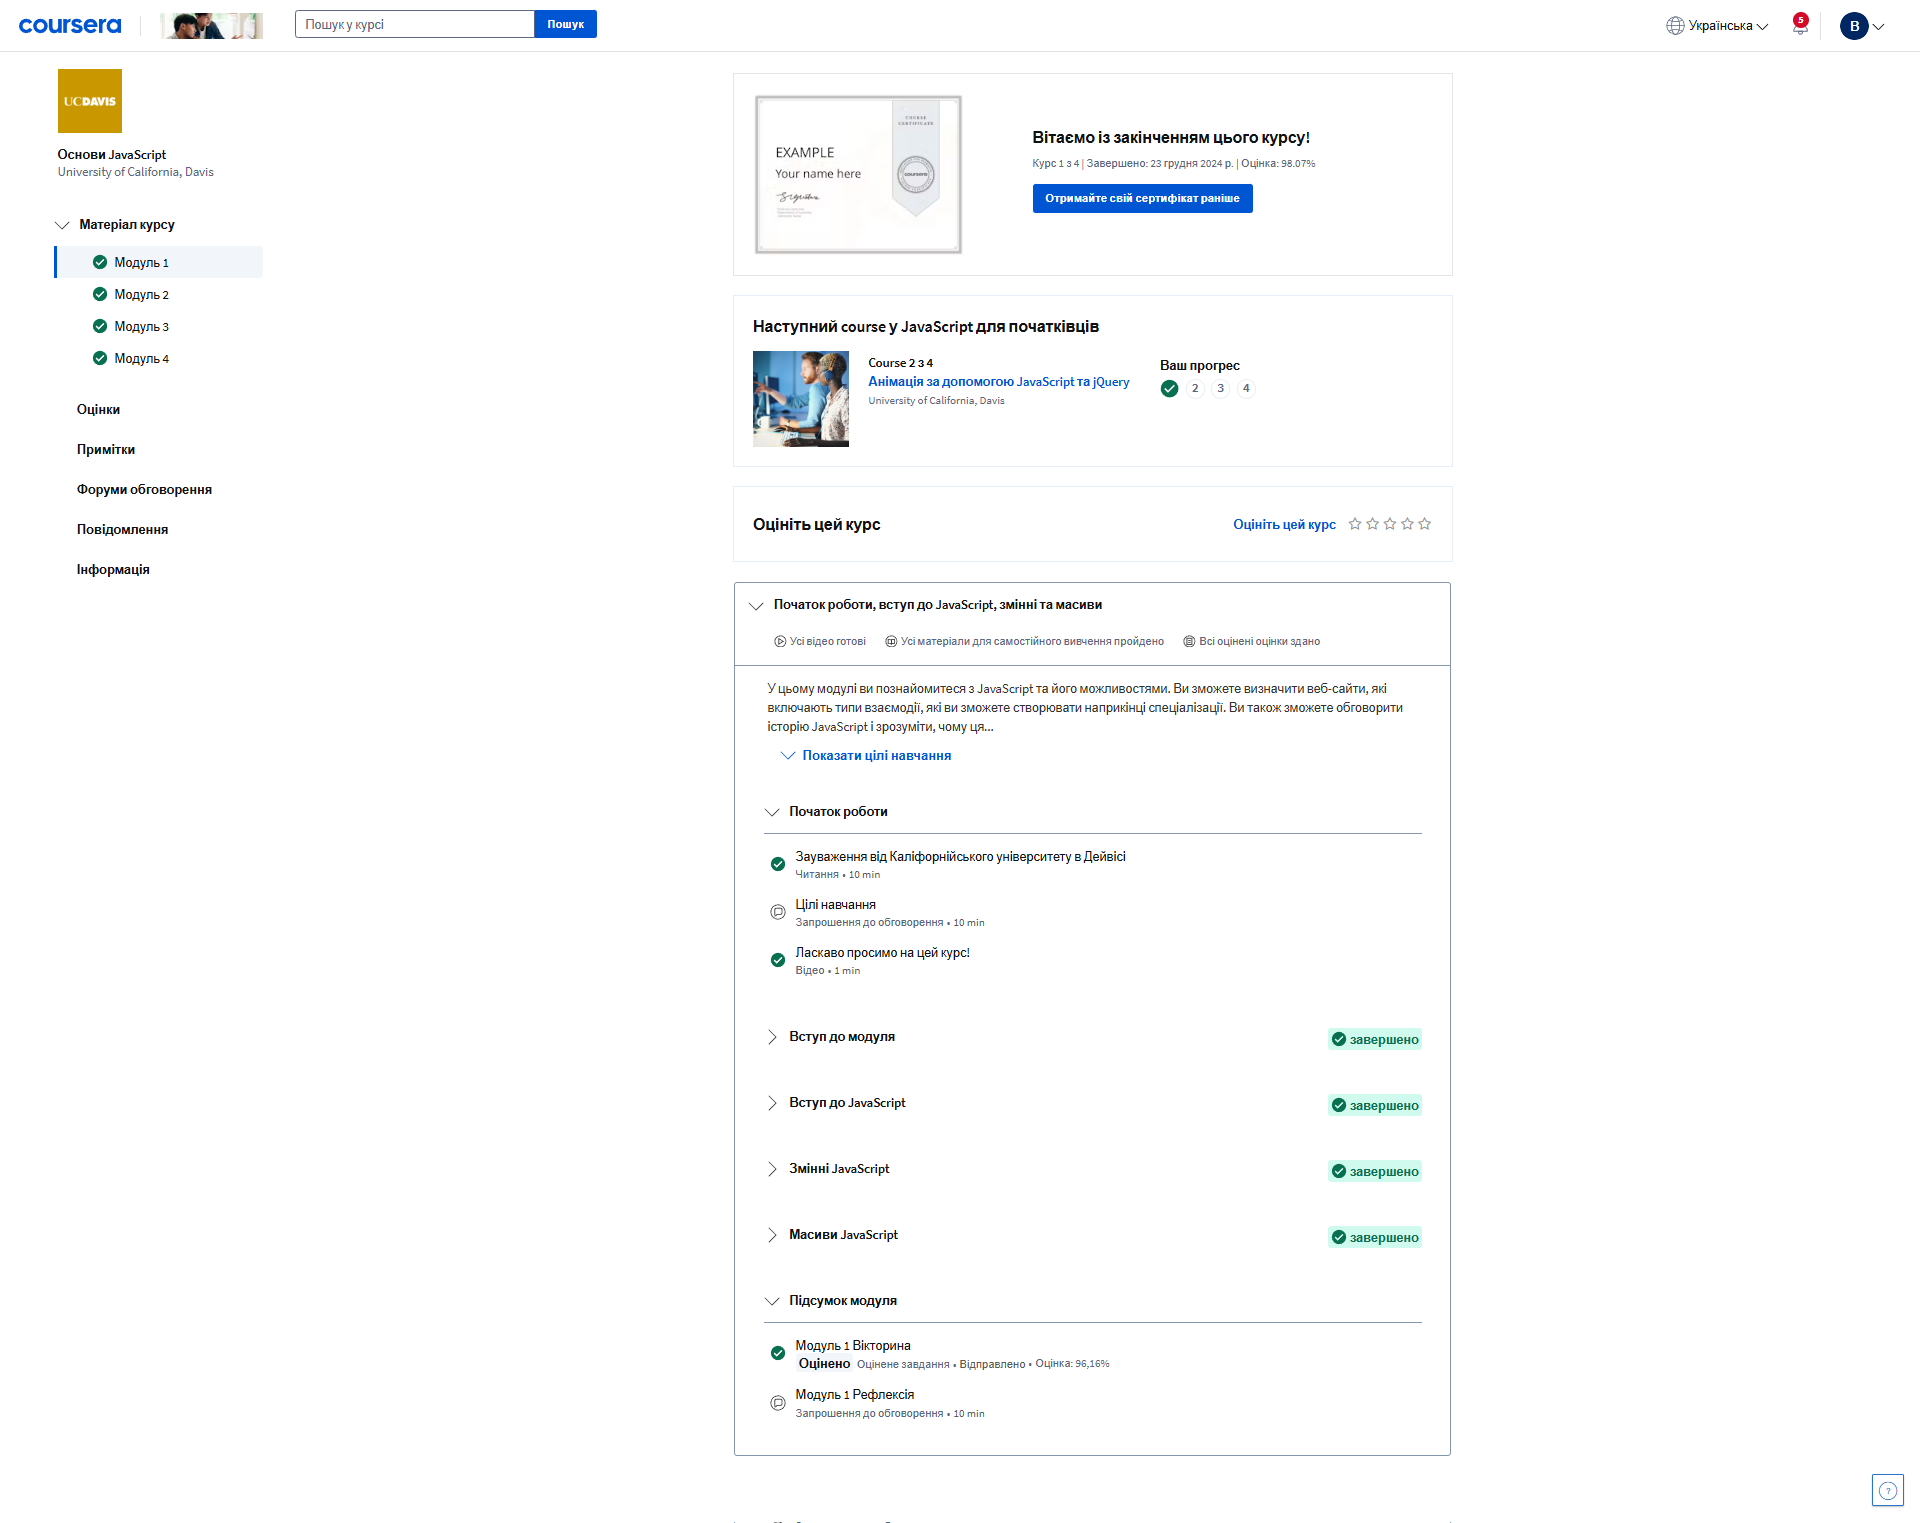 coursera
Пошук у курсі
Пошук
Українська
5
B
UCDAVIS
Основи JavaScript
University of California, Davis
Матеріал курсу
Модуль 1
Модуль 2
Модуль 3
Модуль 4
Оцінки
Примітки
Форуми обговорення
Повідомлення
Інформація
COURSE
CERTIFICATE
EXAMPLE
Your name here
coursera
Вітаємо із закінченням цього курсу!
Курс 1 з 4 | Завершено: 23 грудня 2024 р. | Оцінка: 98.07%
Отримайте свій сертифікат раніше
Наступний course у JavaScript для початківців
Course 2 з 4
Анімація за допомогою JavaScript та jQuery
University of California, Davis
Ваш прогрес
2 3 4
Оцініть цей курс
Оцініть цей курс
Початок роботи, вступ до JavaScript, змінні та масиви
Усі відео готові
Усі матеріали для самостійного вивчення пройдено
Всі оцінені оцінки здано
У цьому модулі ви познайомитеся з JavaScript та його можливостями. Ви зможете визначити веб-сайти, які
включають типи взаємодії, які ви зможете створювати наприкінці спеціалізації. Ви також зможете обговорити
історію JavaScript і зрозуміти, чому ця...
Показати цілі навчання
Початок роботи
Зауваження від Каліфорнійського університету в Дейвісі
Читання • 10 min
Цілі навчання
Запрошення до обговорення • 10 min
Ласкаво просимо на цей курс!
Відео • 1 min
Вступ до модуля
завершено
Вступ до JavaScript
завершено
Змінні JavaScript
завершено
Масиви JavaScript
завершено
Підсумок модуля
Модуль 1 Вікторина
Оцінено Оцінене завдання • Відправлено • Оцінка: 96,16%
Модуль 1 Рефлексія
Запрошення до обговорення • 10 min
?